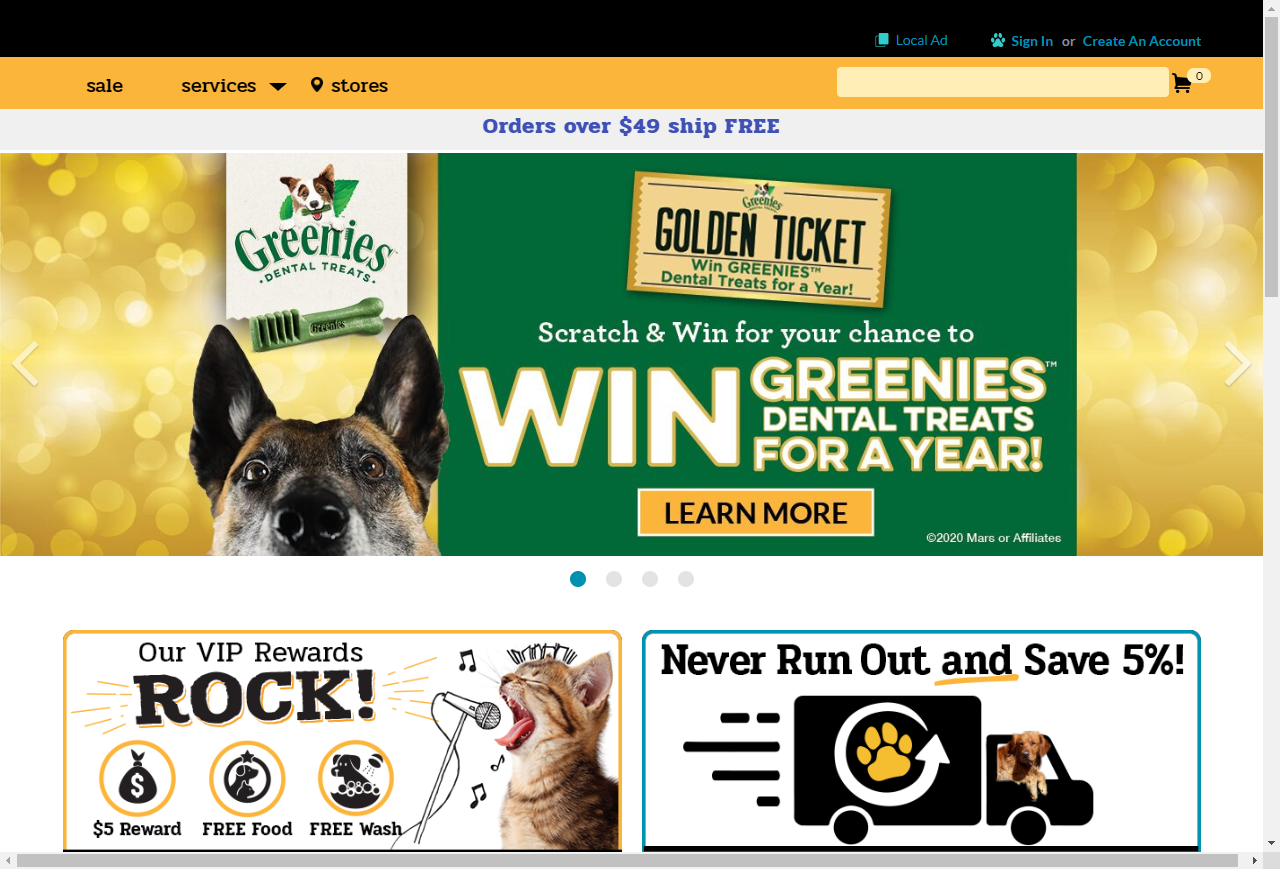 Local Ad
Sign In or Create An Account
sale services stores
0
Orders over $49 ship FREE
Greenies
DENTAL TREATS
Greenies
Greenies
DENTAL TREATS
GOLDEN TICKET
Win GREENIES™
Dental Treats for a Year!
Scratch & Win for your chance to
WIN GREENIES™
DENTAL TREATS
FOR A YEAR!
LEARN MORE
©2020 Mars or Affiliates
Our VIP Rewards
ROCK!
$5 Reward FREE Food FREE Wash
Never Run Out and Save 5%!